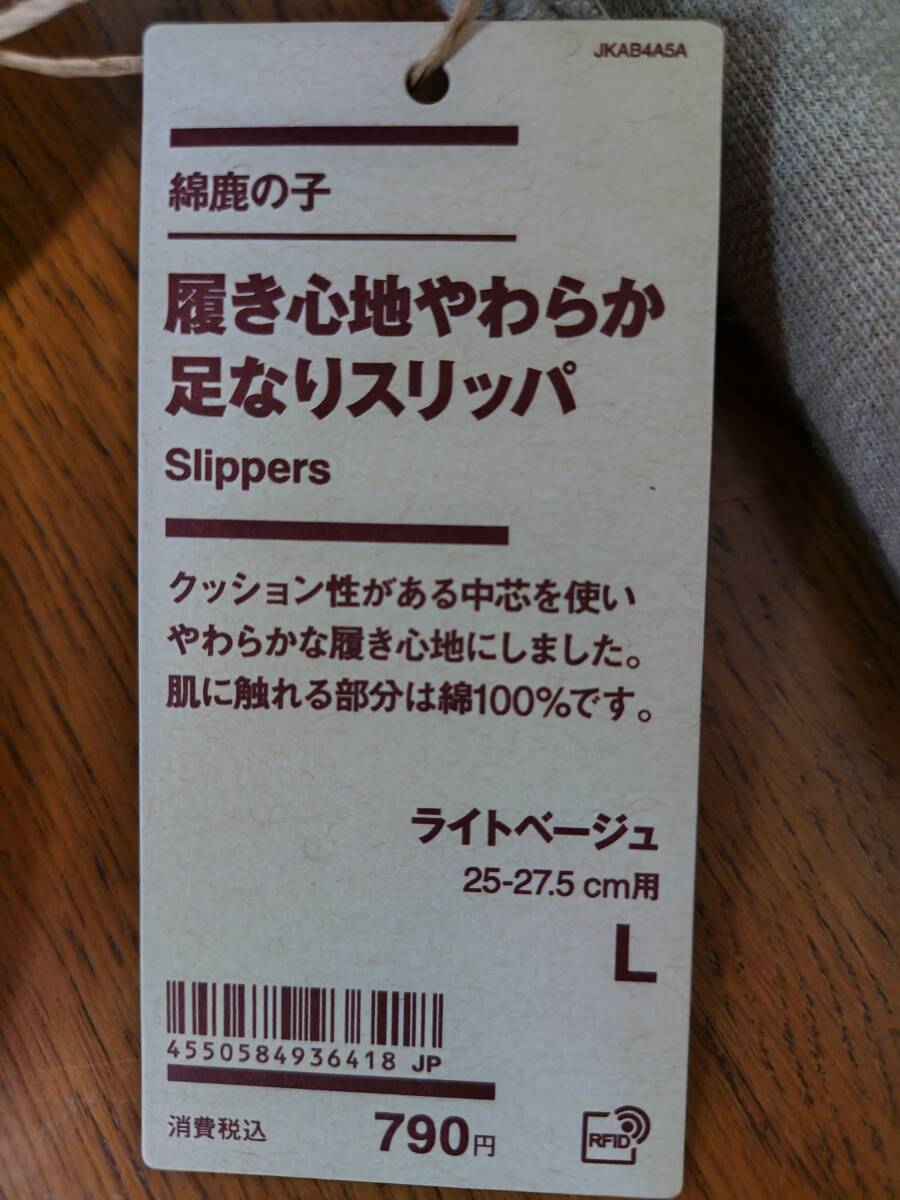 JKAB4A5A
綿鹿の子
履き心地やわらか
足なりスリッパ
Slippers
クッション性がある中芯を使い
やわらかな履き心地にしました。
肌に触れる部分は綿100%です。
ライトベージュ
25-27.5 cm用
L
4550584936418 JP
消費税込 790円
RFID